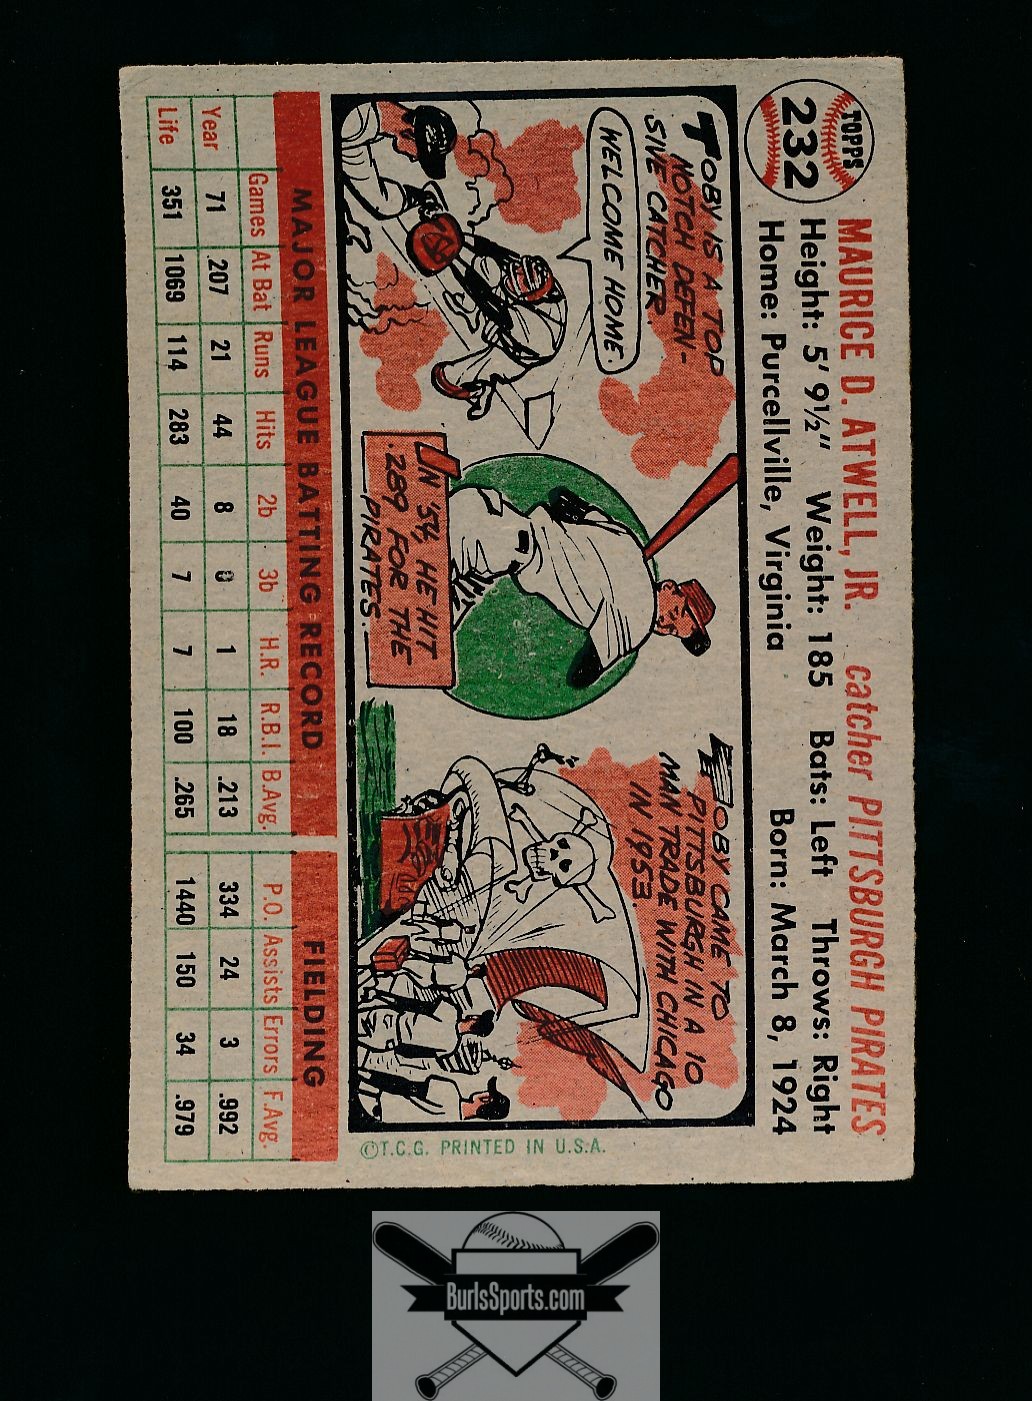 TOPPS
232
MAURICE D. ATWELL, JR. catcher PITTSBURGH PIRATES
Height: 5' 9½" Weight: 185 Bats: Left Throws: Right
Home: Purcellville, Virginia Born: March 8, 1924
TOBY IS A TOP
NOTCH DEFEN-
SIVE CATCHER.
WELCOME HOME.
IN '54, HE HIT
.289 FOR THE
PIRATES.
TOBY CAME TO
PITTSBURGH IN A 10
MAN TRADE WITH CHICAGO
IN 1953
©T.C.G. PRINTED IN U.S.A.
MAJOR LEAGUE BATTING RECORD FIELDING
Games At Bat Runs Hits 2b 3b H.R. R.B.I. B.Avg. P.O. Assists Errors F.Avg.
Year 71 207 21 44 8 0 1 18 .213 334 24 3 .992
Life 351 1069 114 283 40 7 7 100 .265 1440 150 34 .979
BurlsSports.com